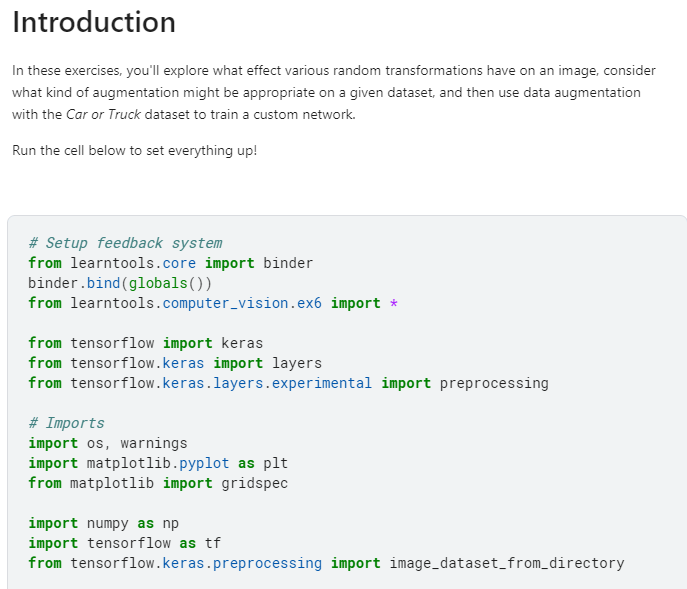 Introduction
In these exercises, you'll explore what effect various random transformations have on an image, consider
what kind of augmentation might be appropriate on a given dataset, and then use data augmentation
with the Car or Truck dataset to train a custom network.
Run the cell below to set everything up!
# Setup feedback system
from learntools.core import binder
binder.bind(globals())
from learntools.computer_vision.ex6 import *
from tensorflow import keras
from tensorflow.keras import layers
from tensorflow.keras.layers.experimental import preprocessing
# Imports
import os, warnings
import matplotlib.pyplot as plt
from matplotlib import gridspec
import numpy as np
import tensorflow as tf
from tensorflow.keras.preprocessing import image_dataset_from_directory